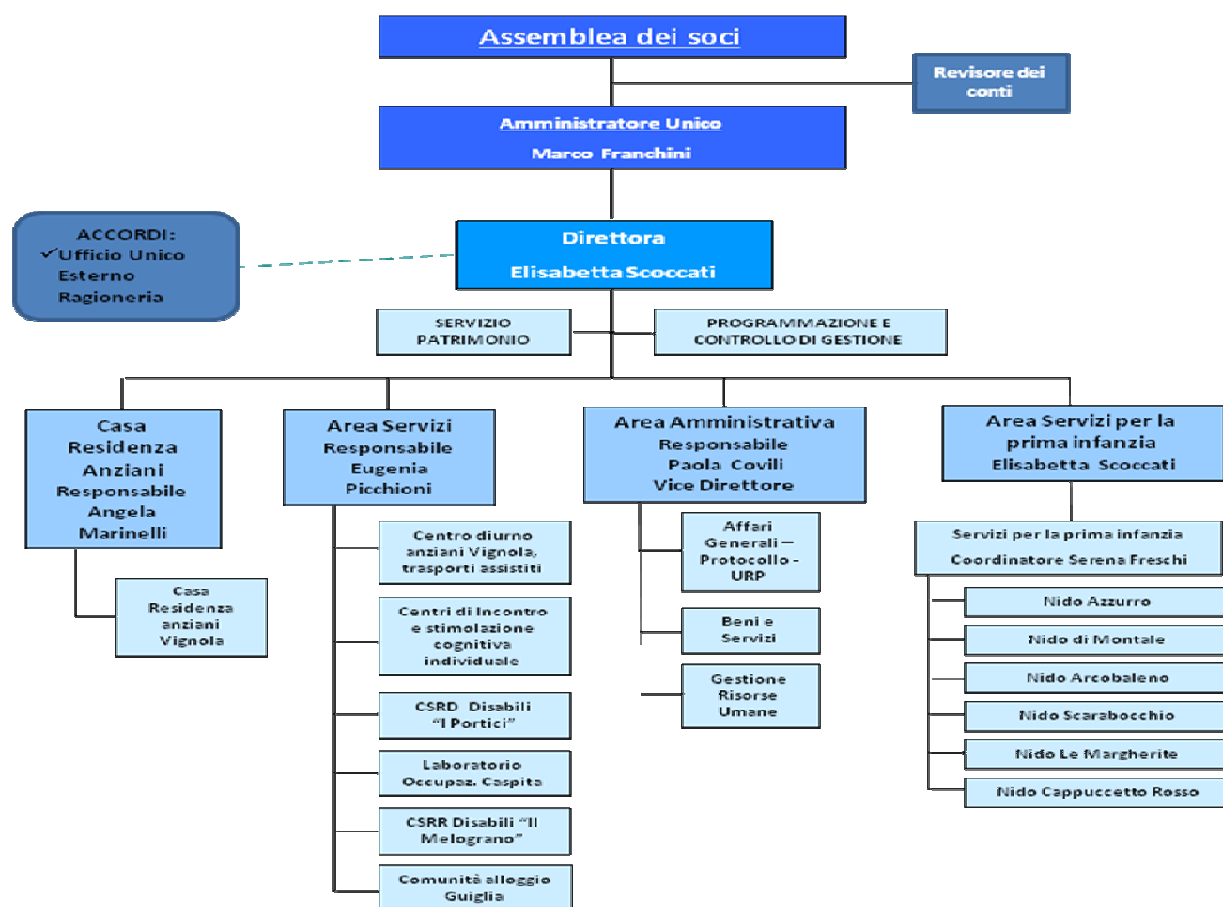 Assemblea dei soci
Revisore dei
conti
Amministratore Unico
Marco Franchini
ACCORDI:
✓Ufficio Unico
Esterno
Ragioneria
Direttora
Elisabetta Scoccati
SERVIZIO
PATRIMONIO
PROGRAMMAZIONE E
CONTROLLO DI GESTIONE
Casa
Residenza
Anziani
Responsabile
Angela
Marinelli
Casa
Residenza
anziani
Vignola
Area Servizi
Responsabile
Eugenia
Picchioni
Centro diurno
anziani Vignola,
trasporti assistiti
Centri di Incontro
e stimolazione
cognitiva
individuale
CSRD Disabili
"I Portici"
Laboratorio
Occupaz. Caspita
CSRR Disabili "Il
Melograno"
Comunità alloggio
Guiglia
Area Amministrativa
Responsabile
Paola Covili
Vice Direttore
Affari
Generali –
Protocollo -
URP
Beni e
Servizi
Gestione
Risorse
Umane
Area Servizi per la
prima infanzia
Elisabetta Scoccati
Servizi per la prima infanzia
Coordinatore Serena Freschi
Nido Azzurro
Nido di Montale
Nido Arcobaleno
Nido Scarabocchio
Nido Le Margherite
Nido Cappuccetto Rosso